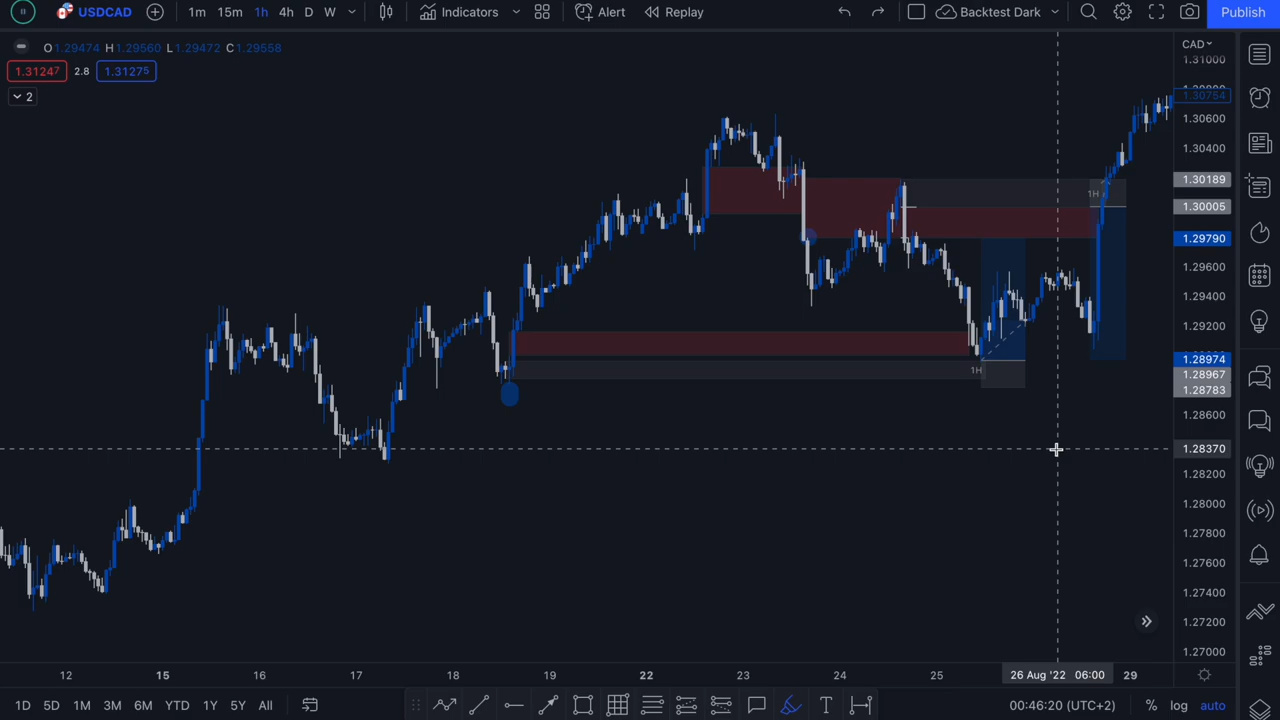 USDCAD 1m 15m 1h 4h D W Indicators Alert Replay Backtest Dark Publish
O1.29474 H1.29560 L1.29472 C1.29558
1.31247 2.8 1.31275
2
CAD
1.31000
1.30754
1.30600
1.30400
1.30189
1.30005
1.29790
1.29600
1.29400
1.29200
1.28974
1.28967
1.28783
1.28600
1.28370
1.28200
1.28000
1.27800
1.27600
1.27400
1.27200
1.27000
1H
1H
12 15 16 17 18 19 22 23 24 25 26 Aug '22 06:00 29
1D 5D 1M 3M 6M YTD 1Y 5Y All T 00:46:20 (UTC+2) % log auto